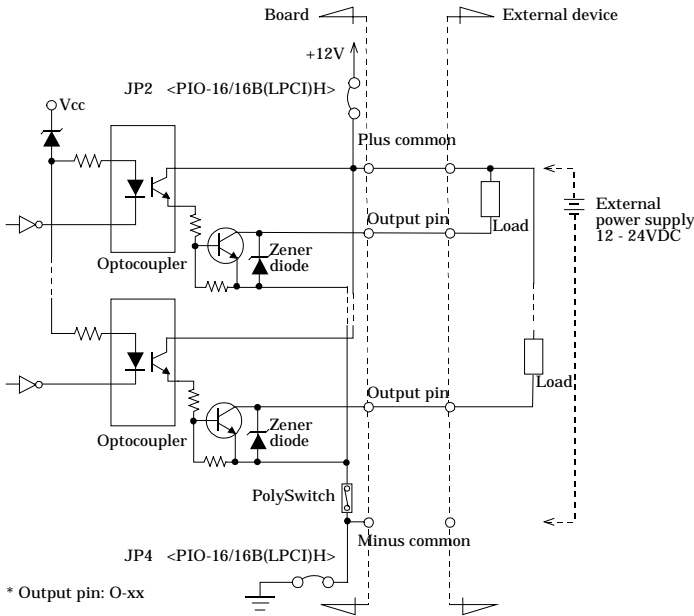 Board
External device
+12V
JP2 <PIO-16/16B(LPCI)H>
Vcc
Plus common
Output pin
Load
External
power supply
12 - 24VDC
Optocoupler
Zener
diode
Output pin
Load
Optocoupler
Zener
diode
PolySwitch
Minus common
JP4 <PIO-16/16B(LPCI)H>
* Output pin: O-xx